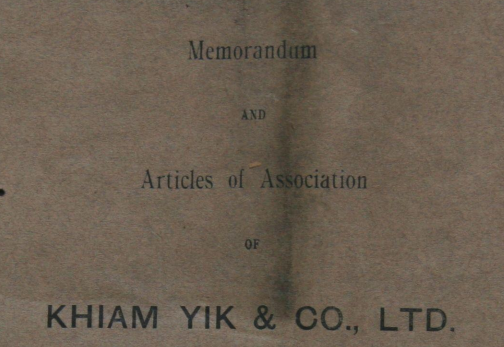 Memorandum
AND
Articles of Association
OF
KHIAM YIK & CO., LTD.